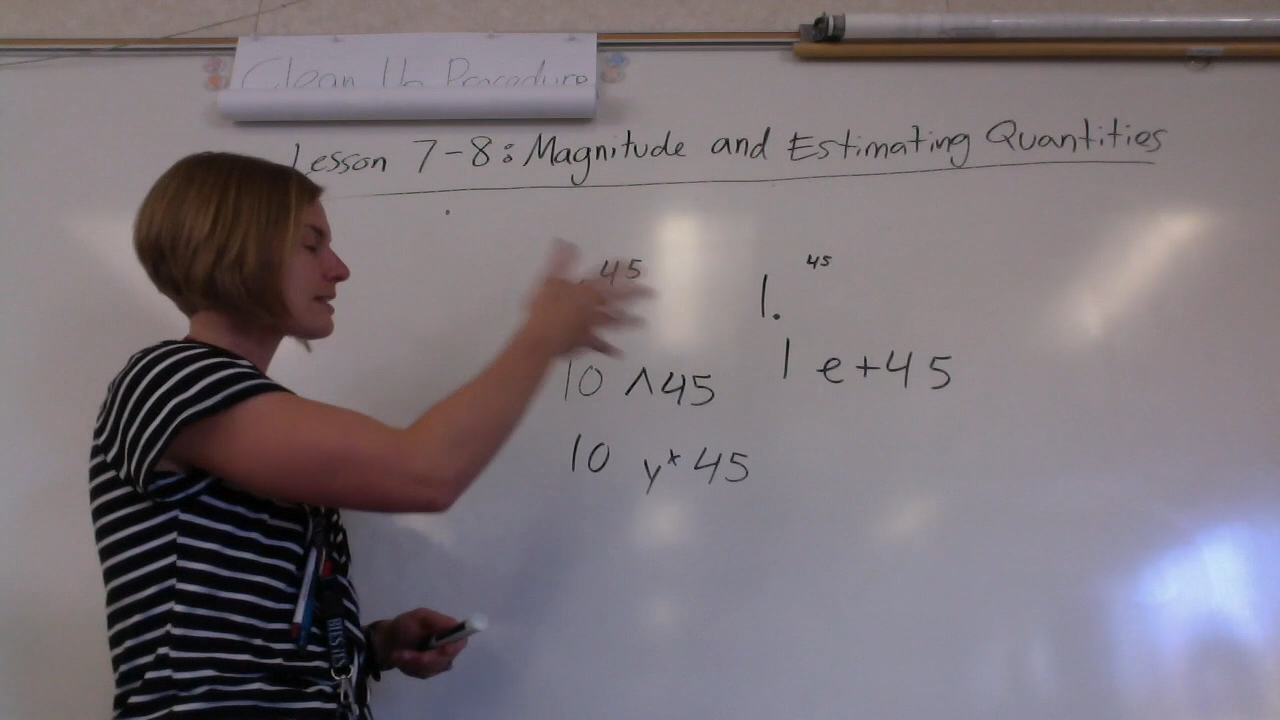 Clean Up Procedure
Lesson 7-8: Magnitude and Estimating Quantities
45
1. 45
10 ^45
1 e+45
10 yˣ 45